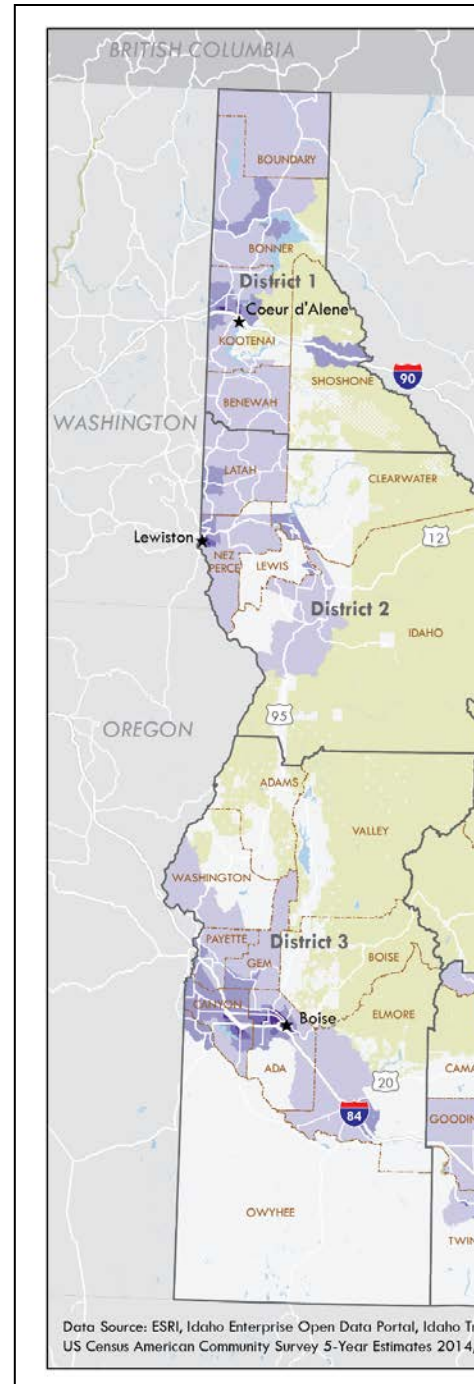 BRITISH COLUMBIA
BOUNDARY
BONNER
District 1
Coeur d'Alene
KOOTENAI
SHOSHONE
90
BENEWAH
WASHINGTON
LATAH
CLEARWATER
12
Lewiston
NEZ
PERCE
LEWIS
District 2
IDAHO
95
OREGON
ADAMS
VALLEY
WASHINGTON
PAYETTE
District 3
GEM
BOISE
CANYON
Boise
ELMORE
ADA
20
CAMA
84
GOODIN
OWYHEE
TWIN
Data Source: ESRI, Idaho Enterprise Open Data Portal, Idaho Tr
US Census American Community Survey 5-Year Estimates 2014,